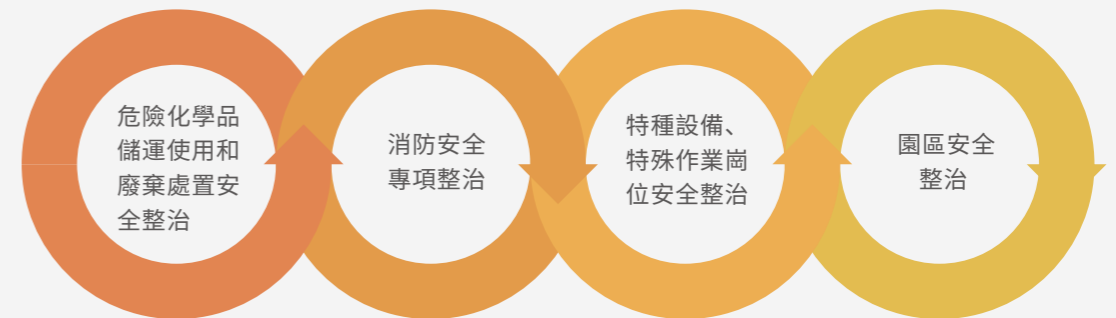 危險化學品
儲運使用和
廢棄處置安
全整治
消防安全
專項整治
特種設備、
特殊作業崗
位安全整治
園區安全
整治